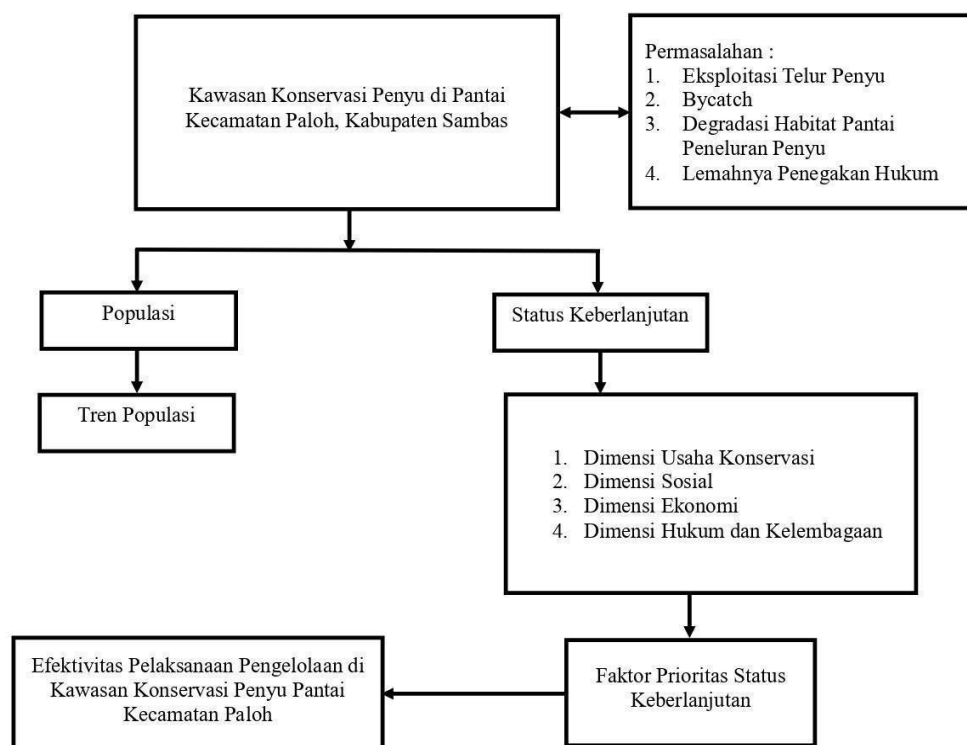 Kawasan Konservasi Penyu di Pantai
Kecamatan Paloh, Kabupaten Sambas
Permasalahan :
1. Eksploitasi Telur Penyu
2. Bycatch
3. Degradasi Habitat Pantai
Peneluran Penyu
4. Lemahnya Penegakan Hukum
Populasi
Status Keberlanjutan
Tren Populasi
1. Dimensi Usaha Konservasi
2. Dimensi Sosial
3. Dimensi Ekonomi
4. Dimensi Hukum dan Kelembagaan
Efektivitas Pelaksanaan Pengelolaan di
Kawasan Konservasi Penyu Pantai
Kecamatan Paloh
Faktor Prioritas Status
Keberlanjutan